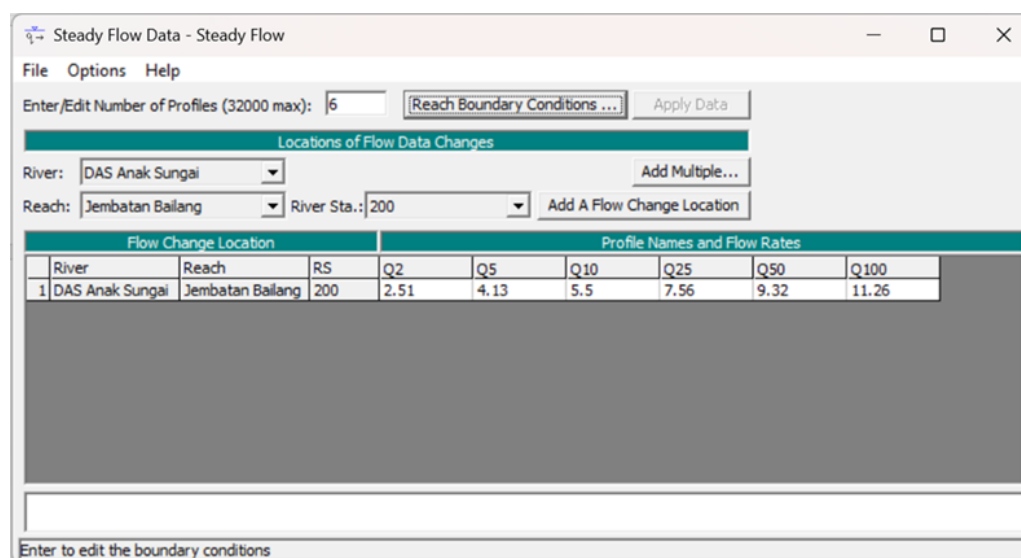 Steady Flow Data - Steady Flow
File Options Help
Enter/Edit Number of Profiles (32000 max): 6 Reach Boundary Conditions ... Apply Data
Locations of Flow Data Changes
River: DAS Anak Sungai Add Multiple...
Reach: Jembatan Bailang River Sta.: 200 Add A Flow Change Location
Flow Change Location Profile Names and Flow Rates
River Reach RS Q2 Q5 Q10 Q25 Q50 Q100
1 DAS Anak Sungai Jembatan Bailang 200 2.51 4.13 5.5 7.56 9.32 11.26
Enter to edit the boundary conditions